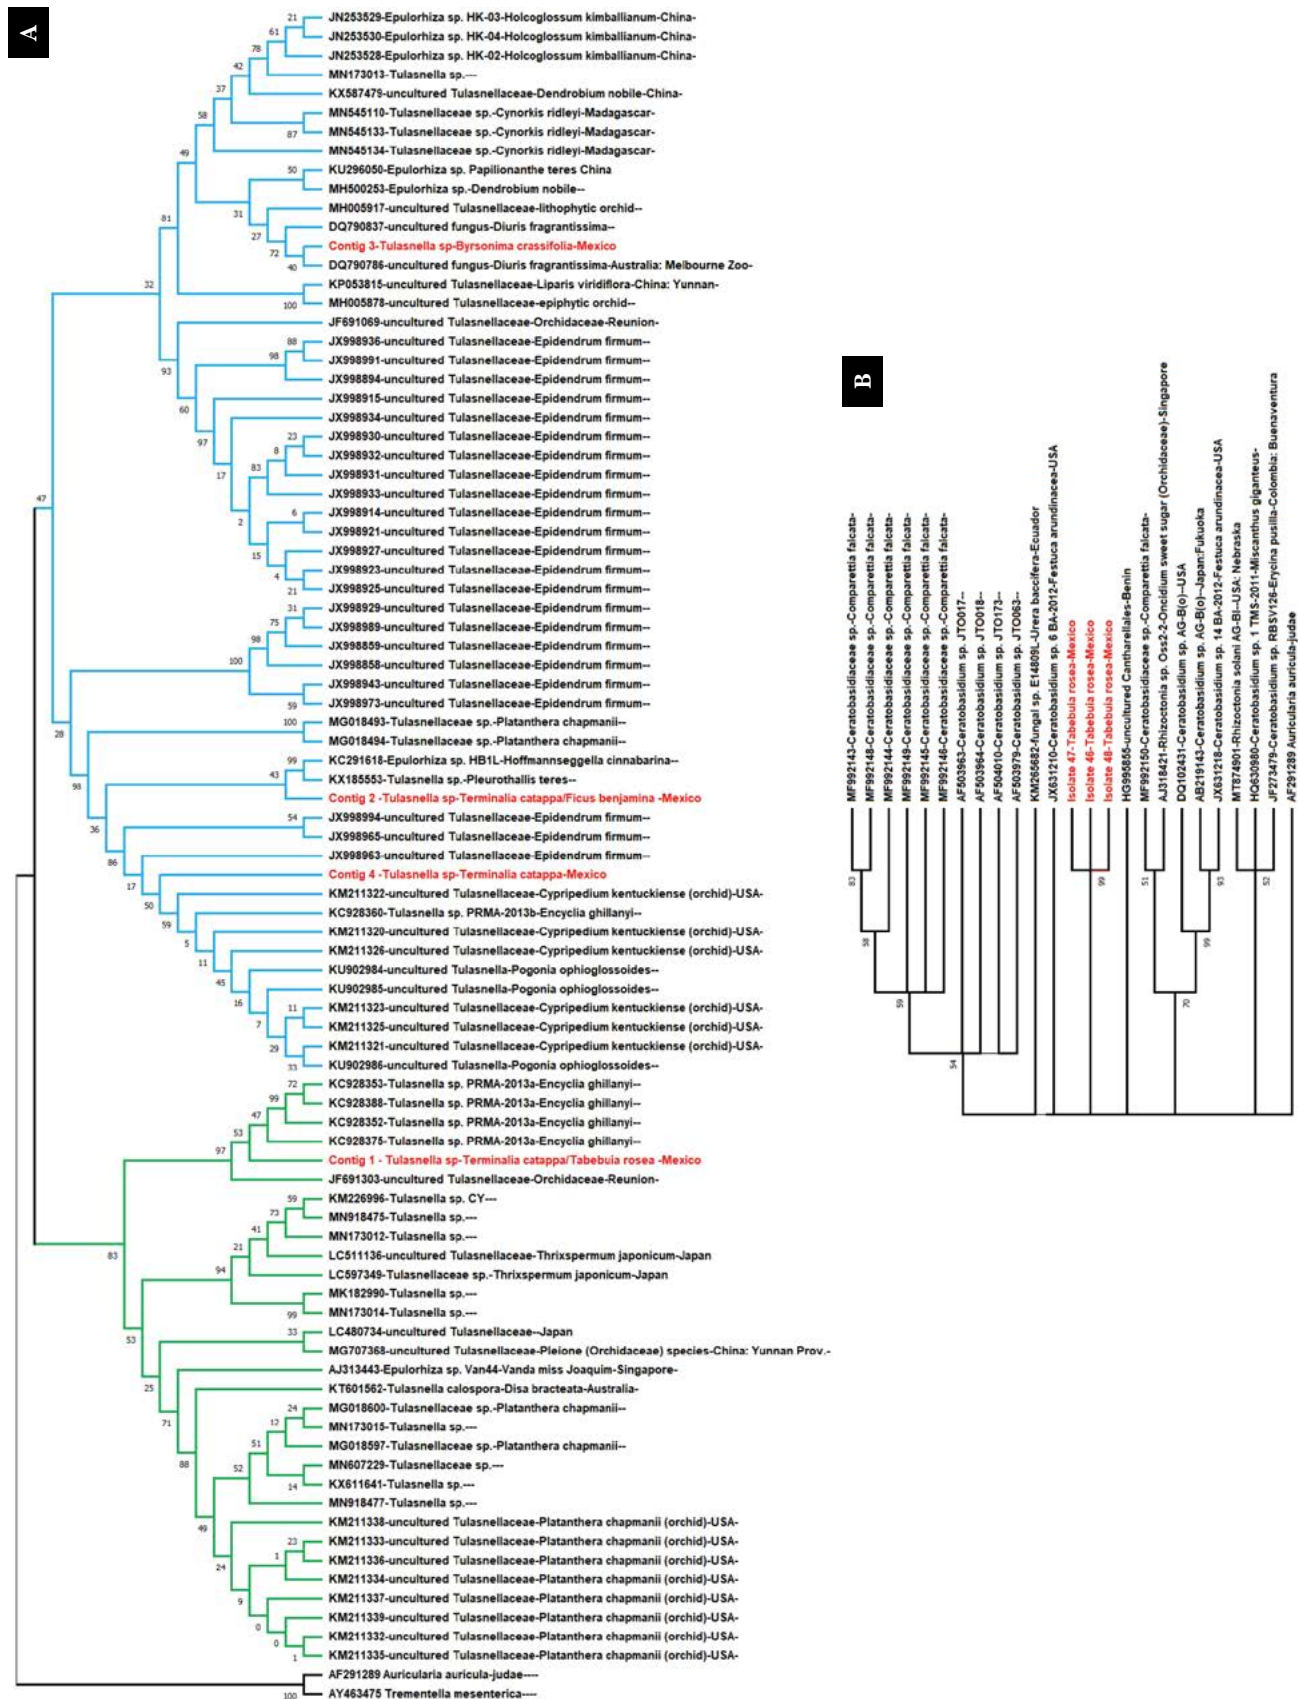 A
JN253529-Epulorhiza sp. HK-03-Holcoglossum kimballianum-China-
JN253530-Epulorhiza sp. HK-04-Holcoglossum kimballianum-China-
JN253528-Epulorhiza sp. HK-02-Holcoglossum kimballianum-China-
MN173013-Tulasnella sp.---
KX587479-uncultured Tulasnellaceae-Dendrobium nobile-China-
MN545110-Tulasnellaceae sp.-Cynorkis ridleyi-Madagascar-
MN545133-Tulasnellaceae sp.-Cynorkis ridleyi-Madagascar-
MN545134-Tulasnellaceae sp.-Cynorkis ridleyi-Madagascar-
KU296050-Epulorhiza sp. Papilionanthe teres China
MH500253-Epulorhiza sp.-Dendrobium nobile--
MH005917-uncultured Tulasnellaceae-lithophytic orchid--
DQ790837-uncultured fungus-Diuris fragrantissima--
Contig 3-Tulasnella sp-Byrsonima crassifolia-Mexico
DQ790786-uncultured fungus-Diuris fragrantissima-Australia: Melbourne Zoo-
KP053815-uncultured Tulasnellaceae-Liparis viridiflora-China: Yunnan-
MH005878-uncultured Tulasnellaceae-epiphytic orchid--
JF691069-uncultured Tulasnellaceae-Orchidaceae-Reunion-
JX998936-uncultured Tulasnellaceae-Epidendrum firmum--
JX998991-uncultured Tulasnellaceae-Epidendrum firmum--
JX998894-uncultured Tulasnellaceae-Epidendrum firmum--
JX998915-uncultured Tulasnellaceae-Epidendrum firmum--
JX998934-uncultured Tulasnellaceae-Epidendrum firmum--
JX998930-uncultured Tulasnellaceae-Epidendrum firmum--
JX998932-uncultured Tulasnellaceae-Epidendrum firmum--
JX998931-uncultured Tulasnellaceae-Epidendrum firmum--
JX998933-uncultured Tulasnellaceae-Epidendrum firmum--
JX998914-uncultured Tulasnellaceae-Epidendrum firmum--
JX998921-uncultured Tulasnellaceae-Epidendrum firmum--
JX998927-uncultured Tulasnellaceae-Epidendrum firmum--
JX998923-uncultured Tulasnellaceae-Epidendrum firmum--
JX998925-uncultured Tulasnellaceae-Epidendrum firmum--
JX998929-uncultured Tulasnellaceae-Epidendrum firmum--
JX998989-uncultured Tulasnellaceae-Epidendrum firmum--
JX998859-uncultured Tulasnellaceae-Epidendrum firmum--
JX998858-uncultured Tulasnellaceae-Epidendrum firmum--
JX998943-uncultured Tulasnellaceae-Epidendrum firmum--
JX998973-uncultured Tulasnellaceae-Epidendrum firmum--
MG018493-Tulasnellaceae sp.-Platanthera chapmanii--
MG018494-Tulasnellaceae sp.-Platanthera chapmanii--
KC291618-Epulorhiza sp. HB1L-Hoffmannseggella cinnabarina--
KX185553-Tulasnella sp.-Pleurothallis teres--
Contig 2 -Tulasnella sp-Terminalia catappa/Ficus benjamina -Mexico
JX998994-uncultured Tulasnellaceae-Epidendrum firmum--
JX998965-uncultured Tulasnellaceae-Epidendrum firmum--
JX998963-uncultured Tulasnellaceae-Epidendrum firmum--
Contig 4 -Tulasnella sp-Terminalia catappa-Mexico
KM211322-uncultured Tulasnellaceae-Cypripedium kentuckiense (orchid)-USA-
KC928360-Tulasnella sp. PRMA-2013b-Encyclia ghillanyi--
KM211320-uncultured Tulasnellaceae-Cypripedium kentuckiense (orchid)-USA-
KM211326-uncultured Tulasnellaceae-Cypripedium kentuckiense (orchid)-USA-
KU902984-uncultured Tulasnella-Pogonia ophioglossoides--
KU902985-uncultured Tulasnella-Pogonia ophioglossoides--
KM211323-uncultured Tulasnellaceae-Cypripedium kentuckiense (orchid)-USA-
KM211325-uncultured Tulasnellaceae-Cypripedium kentuckiense (orchid)-USA-
KM211321-uncultured Tulasnellaceae-Cypripedium kentuckiense (orchid)-USA-
KU902986-uncultured Tulasnella-Pogonia ophioglossoides--
KC928353-Tulasnella sp. PRMA-2013a-Encyclia ghillanyi--
KC928388-Tulasnella sp. PRMA-2013a-Encyclia ghillanyi--
KC928352-Tulasnella sp. PRMA-2013a-Encyclia ghillanyi--
KC928375-Tulasnella sp. PRMA-2013a-Encyclia ghillanyi--
Contig 1 - Tulasnella sp-Terminalia catappa/Tabebuia rosea -Mexico
JF691303-uncultured Tulasnellaceae-Orchidaceae-Reunion-
KM226996-Tulasnella sp. CY---
MN918475-Tulasnella sp.---
MN173012-Tulasnella sp.---
LC511136-uncultured Tulasnellaceae-Thrixspermum japonicum-Japan
LC597349-Tulasnellaceae sp.-Thrixspermum japonicum-Japan
MK182990-Tulasnella sp.---
MN173014-Tulasnella sp.---
LC480734-uncultured Tulasnellaceae--Japan
MG707368-uncultured Tulasnellaceae-Pleione (Orchidaceae) species-China: Yunnan Prov.-
AJ313443-Epulorhiza sp. Van44-Vanda miss Joaquim-Singapore-
KT601562-Tulasnella calospora-Disa bracteata-Australia-
MG018600-Tulasnellaceae sp.-Platanthera chapmanii--
MN173015-Tulasnella sp.---
MG018597-Tulasnellaceae sp.-Platanthera chapmanii--
MN607229-Tulasnellaceae sp.---
KX611641-Tulasnella sp.---
MN918477-Tulasnella sp.---
KM211338-uncultured Tulasnellaceae-Platanthera chapmanii (orchid)-USA-
KM211333-uncultured Tulasnellaceae-Platanthera chapmanii (orchid)-USA-
KM211336-uncultured Tulasnellaceae-Platanthera chapmanii (orchid)-USA-
KM211334-uncultured Tulasnellaceae-Platanthera chapmanii (orchid)-USA-
KM211337-uncultured Tulasnellaceae-Platanthera chapmanii (orchid)-USA-
KM211339-uncultured Tulasnellaceae-Platanthera chapmanii (orchid)-USA-
KM211332-uncultured Tulasnellaceae-Platanthera chapmanii (orchid)-USA-
KM211335-uncultured Tulasnellaceae-Platanthera chapmanii (orchid)-USA-
AF291289 Auricularia auricula-judae----
AY463475 Trementella mesenterica----
B
MF992143-Ceratobasidiaceae sp.-Comparettia falcata-
MF992148-Ceratobasidiaceae sp.-Comparettia falcata-
MF992144-Ceratobasidiaceae sp.-Comparettia falcata-
MF992149-Ceratobasidiaceae sp.-Comparettia falcata-
MF992145-Ceratobasidiaceae sp.-Comparettia falcata-
MF992146-Ceratobasidiaceae sp.-Comparettia falcata-
AF503963-Ceratobasidium sp. JTO017--
AF503964-Ceratobasidium sp. JTO018--
AF504010-Ceratobasidium sp. JTO173--
AF503979-Ceratobasidium sp. JTO063--
KM265682-fungal sp. E14809L-Urera baccifera-Ecuador
JX631210-Ceratobasidium sp. 6 BA-2012-Festuca arundinacea-USA
Isolate 47-Tabebuia rosea-Mexico
Isolate 46-Tabebuia rosea-Mexico
Isolate 48-Tabebuia rosea-Mexico
HG995855-uncultured Cantharellales-Benin
MF992150-Ceratobasidiaceae sp-Comparettia falcata-
AJ318421-Rhizoctonia sp. Oss2-2-Oncidium sweet sugar (Orchidaceae)-Singapore
DQ102431-Ceratobasidium sp. AG-B(o)--USA
AB219143-Ceratobasidium sp. AG-B(o)--Japan:Fukuoka
JX631218-Ceratobasidium sp. 14 BA-2012-Festuca arundinacea-USA
MT874901-Rhizoctonia solani AG-BI--USA: Nebraska
HQ630980-Ceratobasidium sp. 1 TMS-2011-Miscanthus giganteus-
JF273479-Ceratobasidium sp. RBSV126-Erycina pusilla-Colombia: Buenaventura
AF291289 Auricularia auricula-judae